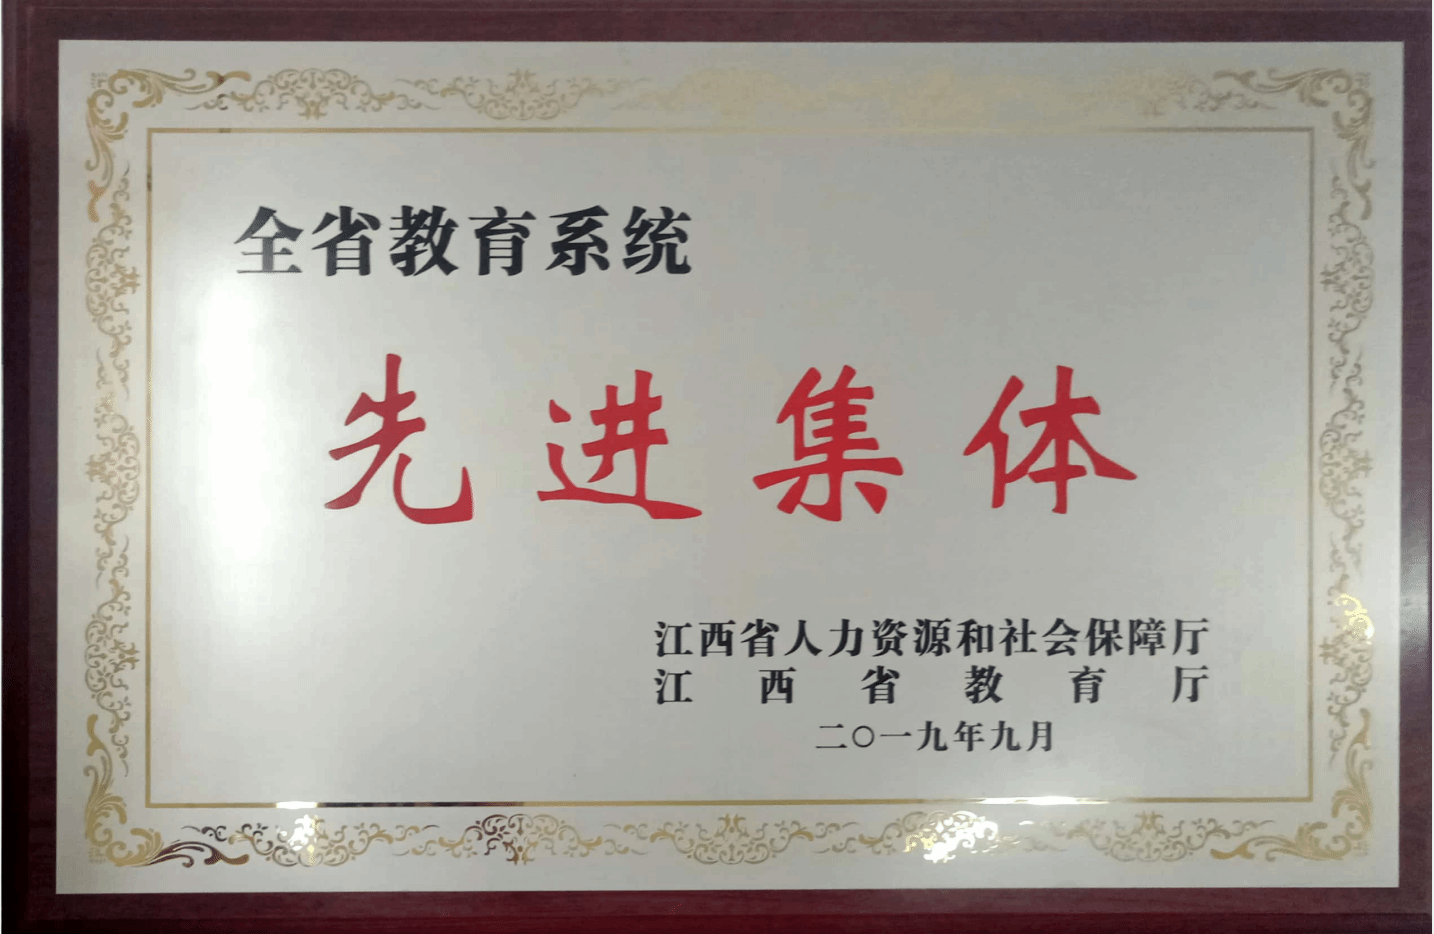 全省教育系统
先进集体
江西省人力资源和社会保障厅
江西省教育厅
二〇一九年九月